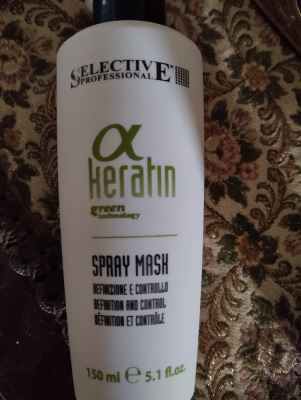 SELECTIVE
PROFESSIONAL
α
keratin
green
technology
SPRAY MASK
DEFINIZIONE E CONTROLLO
DEFINITION AND CONTROL
DÉFINITION ET CONTRÔLE
150 ml ℮ 5.1 fl.oz.